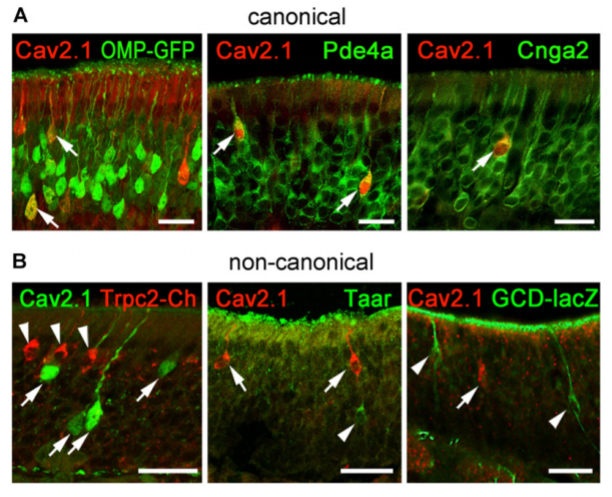 A canonical
Cav2.1 OMP-GFP Cav2.1 Pde4a Cav2.1 Cnga2
B non-canonical
Cav2.1 Trpc2-Ch Cav2.1 Taar Cav2.1 GCD-lacZ